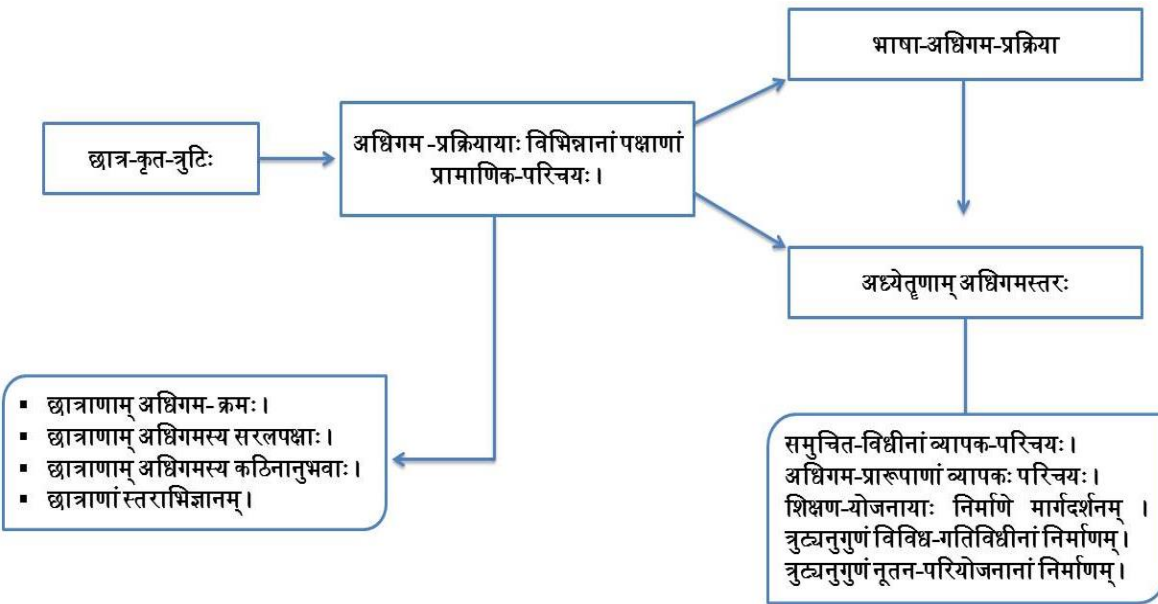 भाषा-अधिगम-प्रक्रिया
छात्र-कृत-त्रुटिः
अधिगम -प्रक्रियायाः विभिन्नानां पक्षाणां
प्रामाणिक-परिचयः।
अध्येतॄणाम् अधिगमस्तरः
▪ छात्राणाम् अधिगम- क्रमः।
▪ छात्राणाम् अधिगमस्य सरलपक्षाः।
▪ छात्राणाम् अधिगमस्य कठिनानुभवाः।
▪ छात्राणां स्तराभिज्ञानम्।
समुचित-विधीनां व्यापक-परिचयः।
अधिगम-प्रारूपाणां व्यापकः परिचयः।
शिक्षण-योजनायाः निर्माणे मार्गदर्शनम् ।
त्रुट्यनुगुणं विविध-गतिविधीनां निर्माणम्।
त्रुट्यनुगुणं नूतन-परियोजनानां निर्माणम्।